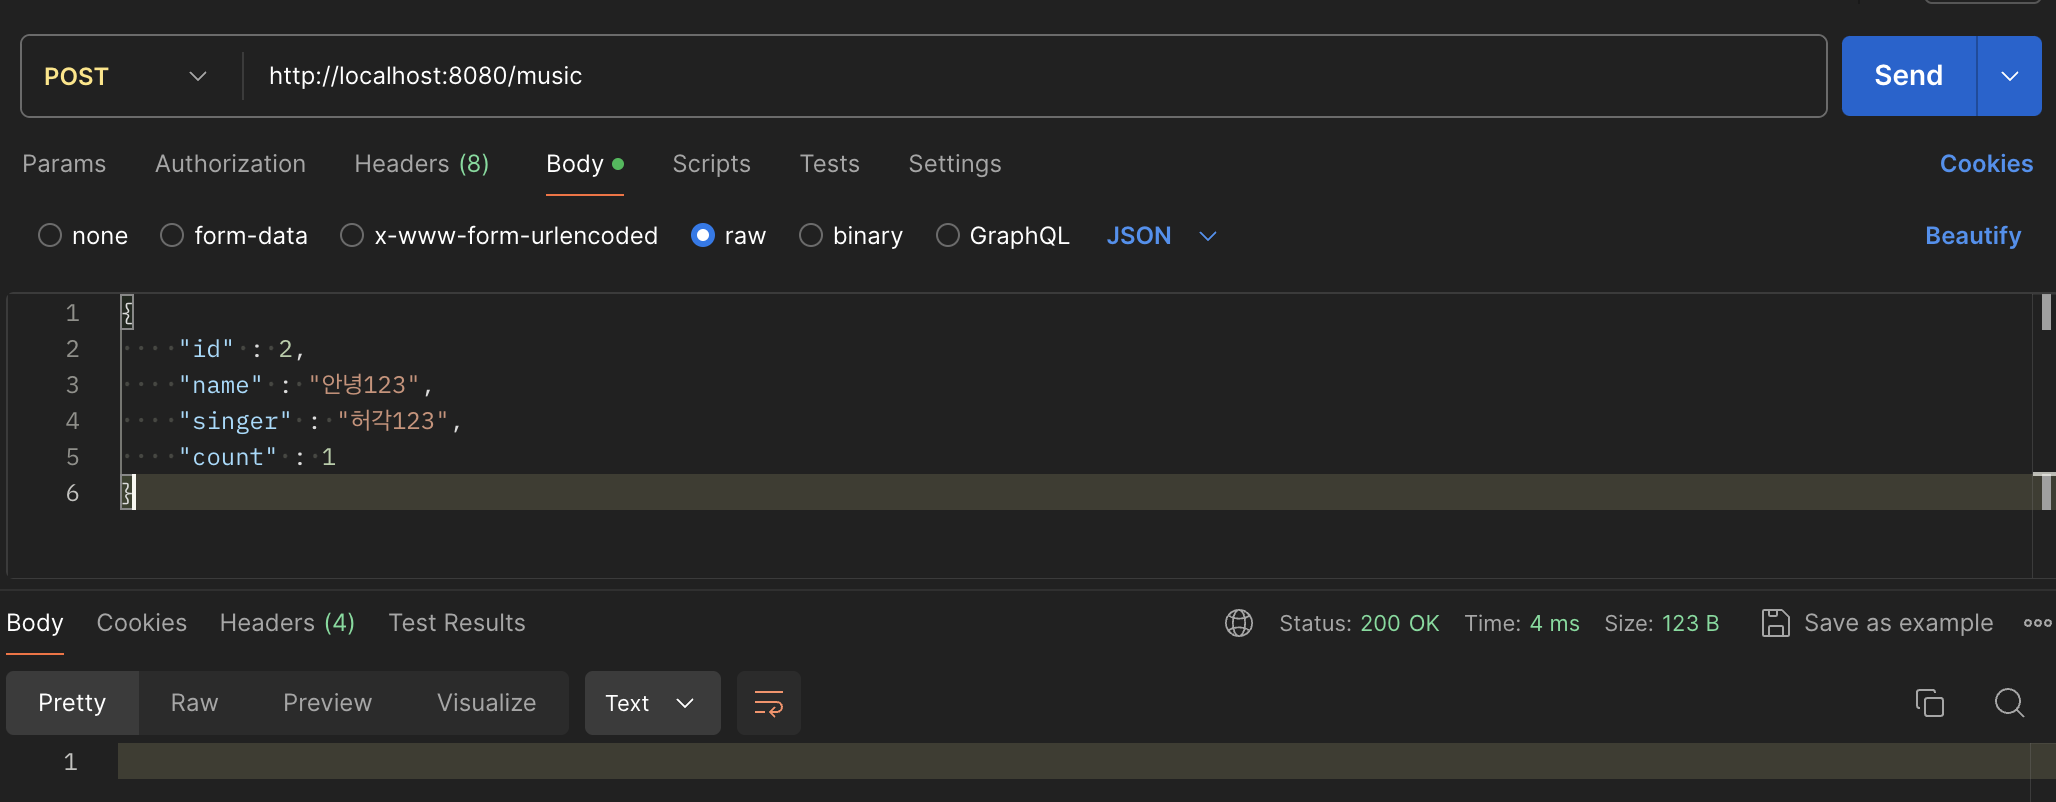 POST http://localhost:8080/music Send
Params Authorization Headers (8) Body Scripts Tests Settings Cookies
none form-data x-www-form-urlencoded raw binary GraphQL JSON Beautify
1 {
2 "id" : 2,
3 "name" : "안녕123",
4 "singer" : "허각123",
5 "count" : 1
6 }
Body Cookies Headers (4) Test Results Status: 200 OK Time: 4 ms Size: 123 B Save as example
Pretty Raw Preview Visualize Text
1